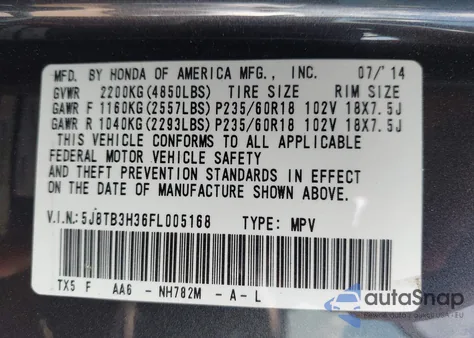 MFD. BY HONDA OF AMERICA MFG., INC. 07/'14
GVWR 2200KG(4850LBS) TIRE SIZE RIM SIZE
GAWR F 1160KG(2557LBS)P235/60R18 102V 18X7.5J
GAWR R 1040KG(2293LBS)P235/60R18 102V 18X7.5J
THIS VEHICLE CONFORMS TO ALL APPLICABLE
FEDERAL MOTOR VEHICLE SAFETY
AND THEFT PREVENTION STANDARDS IN EFFECT
ON THE DATE OF MANUFACTURE SHOWN ABOVE.
V.I.N.:5J8TB3H36FL005168 TYPE: MPV
TX5 F AA6 - NH782M - A - L
autoSnap